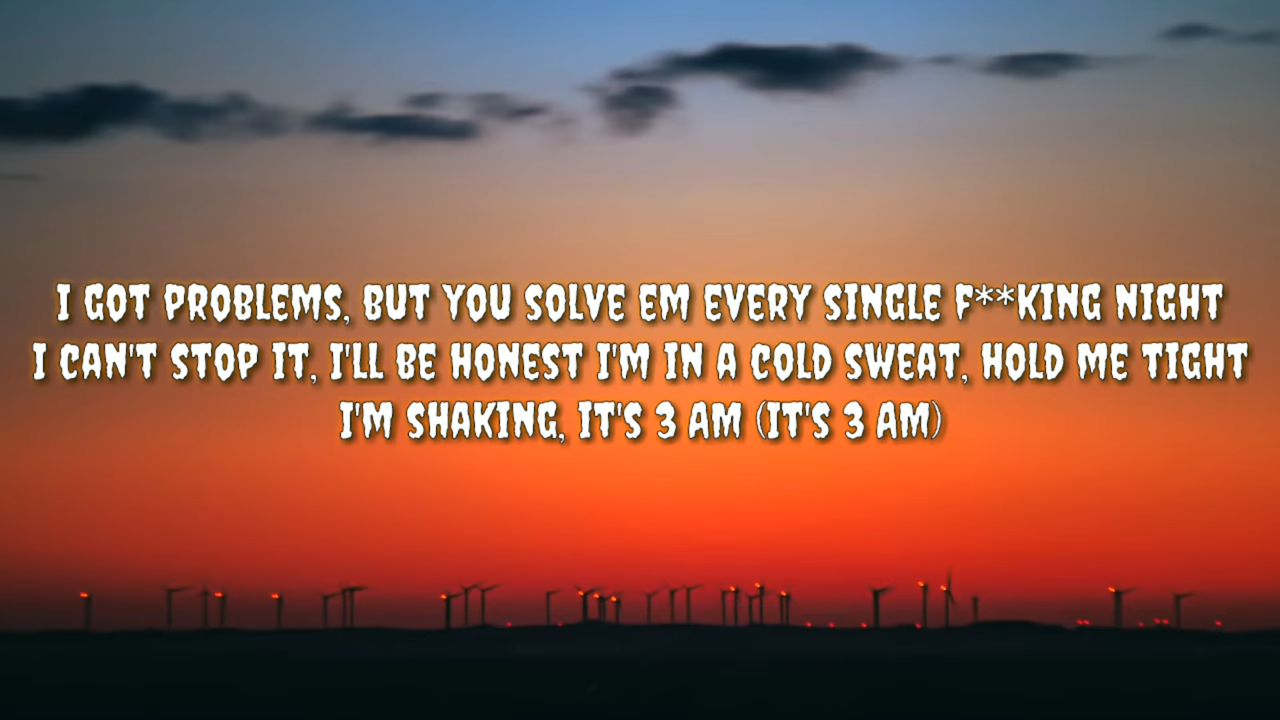 I GOT PROBLEMS, BUT YOU SOLVE EM EVERY SINGLE F**KING NIGHT
I CAN'T STOP IT, I'LL BE HONEST I'M IN A COLD SWEAT, HOLD ME TIGHT
I'M SHAKING, IT'S 3 AM (IT'S 3 AM)